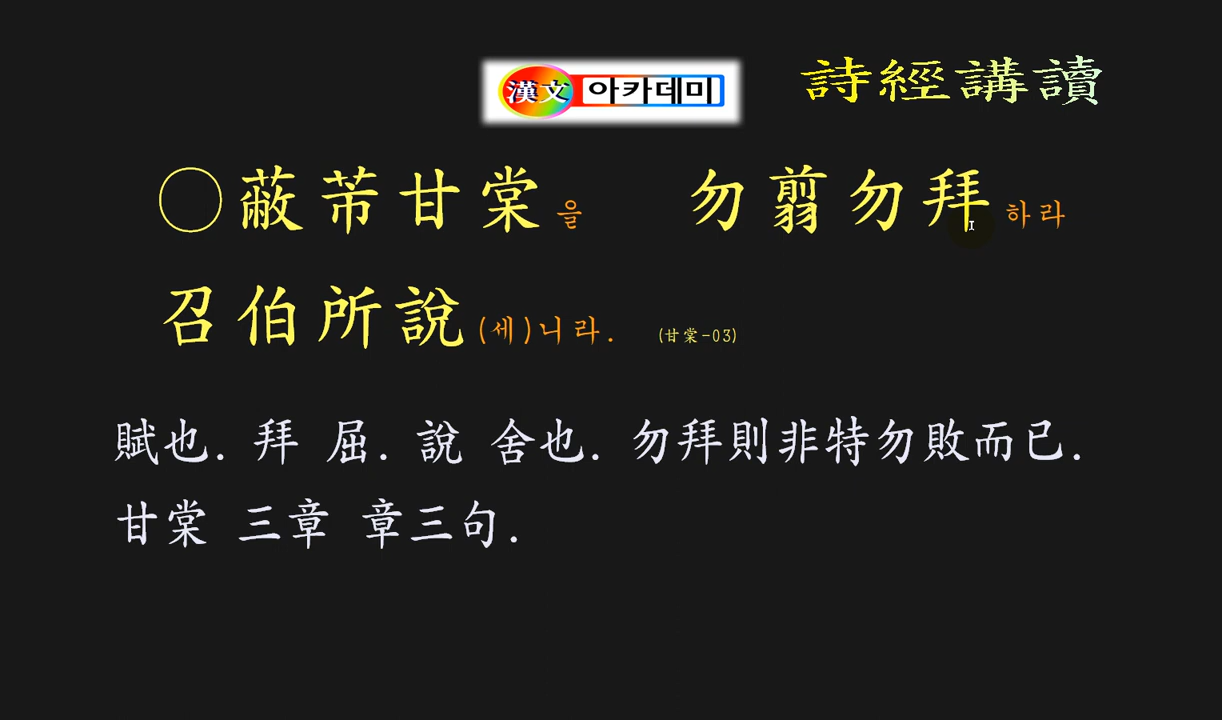 漢文 아카데미
詩經講讀
○蔽芾甘棠을 勿翦勿拜하라
召伯所說(세)니라. (甘棠-03)
賦也. 拜 屈. 說 舍也. 勿拜則非特勿敗而已.
甘棠 三章 章三句.